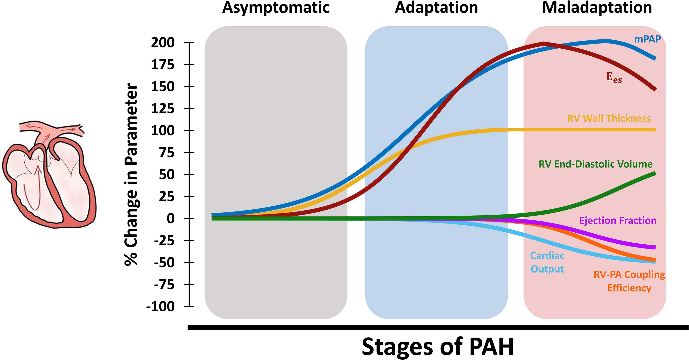 Asymptomatic
Adaptation
Maladaptation
% Change in Parameter
200
175
150
125
100
75
50
25
0
-25
-50
-75
-100
mPAP
Ees
RV Wall Thickness
RV End-Diastolic Volume
Ejection Fraction
Cardiac
Output
RV-PA Coupling
Efficiency
Stages of PAH